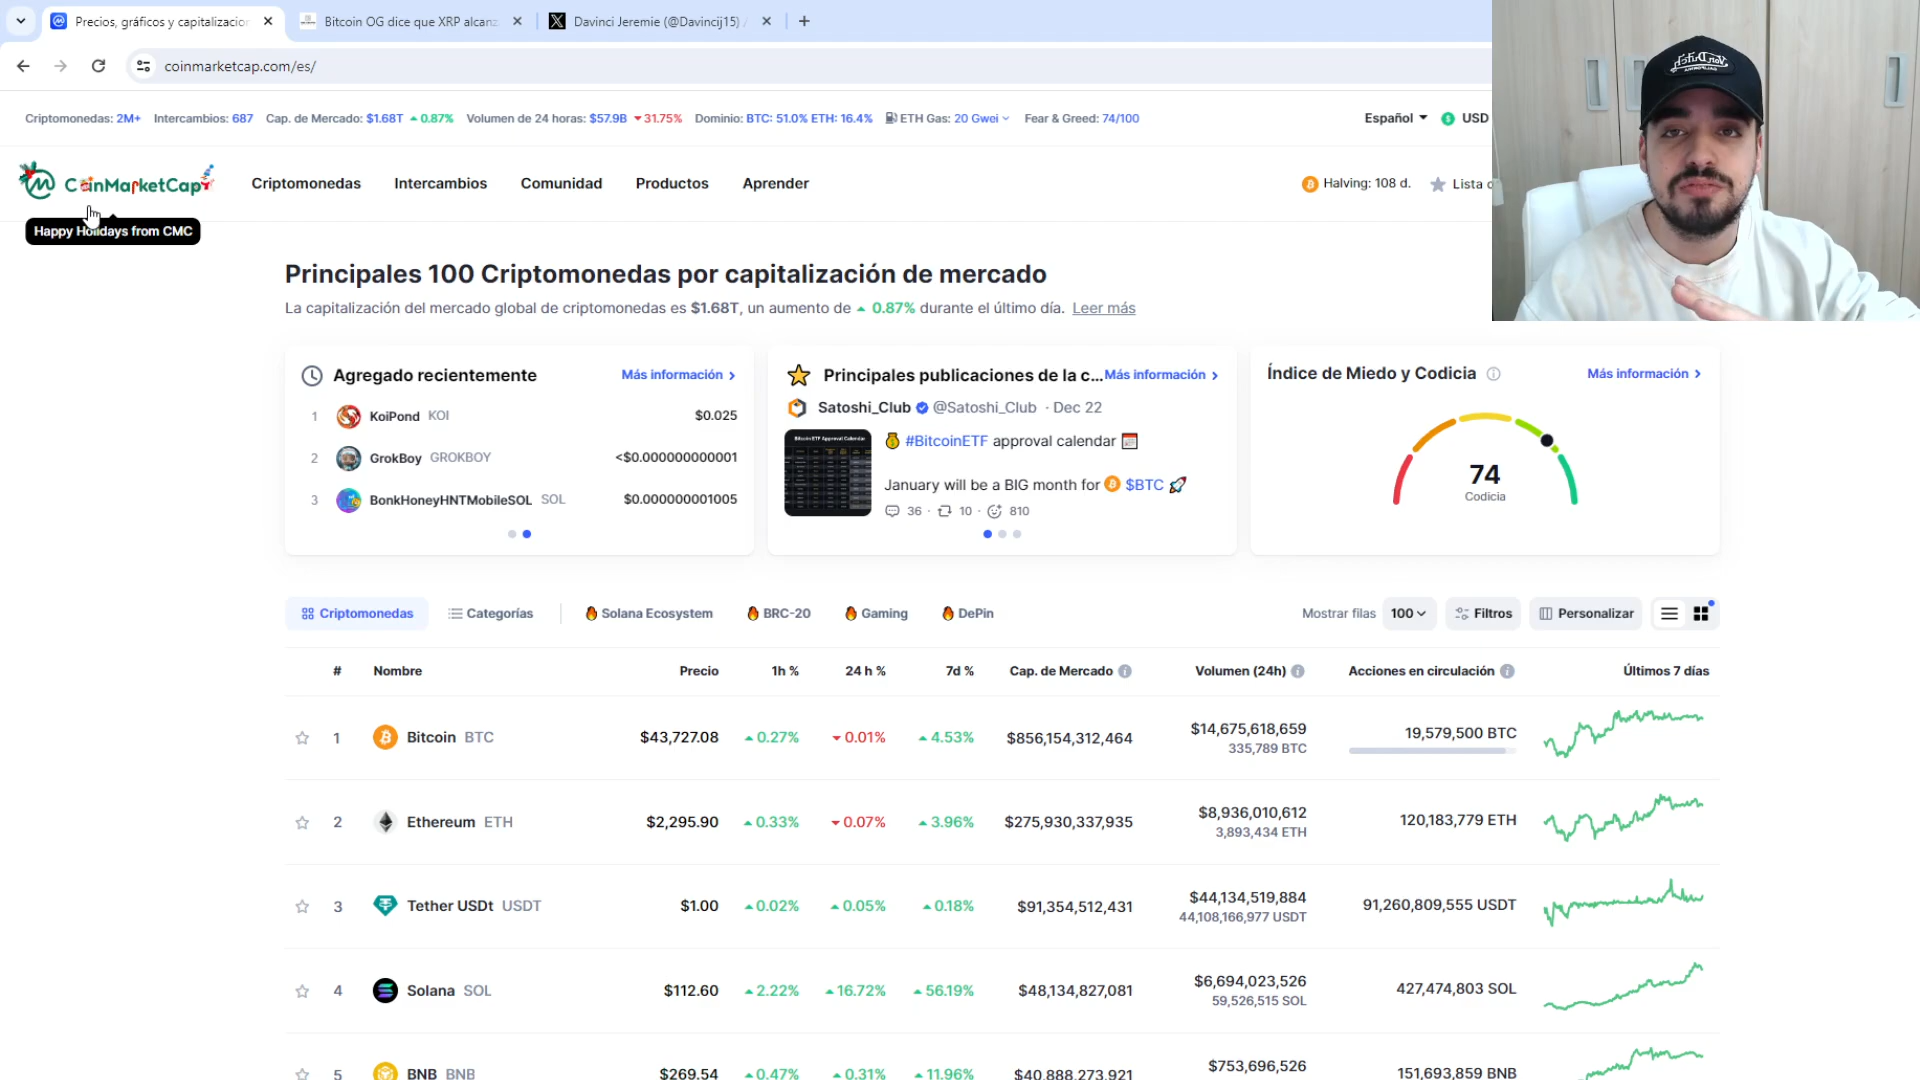 Precios, gráficos y capitalizacion
Bitcoin OG dice que XRP alcanz
Davinci Jeremie (@Davincij15) /
coinmarketcap.com/es/
Criptomonedas: 2M+ Intercambios: 687 Cap. de Mercado: $1.68T 0.87% Volumen de 24 horas: $57.9B 31.75% Dominio: BTC: 51.0% ETH: 16.4% ETH Gas: 20 Gwei Fear & Greed: 74/100
Español USD
CoinMarketCap
Criptomonedas Intercambios Comunidad Productos Aprender
Halving: 108 d. Lista
Happy Holidays from CMC
Von Dutch
Principales 100 Criptomonedas por capitalización de mercado
La capitalización del mercado global de criptomonedas es $1.68T, un aumento de 0.87% durante el último día. Leer más
Agregado recientemente Más información
1 KoiPond KOI $0.025
2 GrokBoy GROKBOY <$0.000000000001
3 BonkHoneyHNTMobileSOL SOL $0.000000001005
Principales publicaciones de la c... Más información
Satoshi_Club @Satoshi_Club · Dec 22
Bitcoin ETF Approval Calendar
#BitcoinETF approval calendar
January will be a BIG month for $BTC
36 · 10 · 810
Índice de Miedo y Codicia Más información
74
Codicia
Criptomonedas Categorías Solana Ecosystem BRC-20 Gaming DePin
Mostrar filas 100 Filtros Personalizar
# Nombre Precio 1h % 24 h % 7d % Cap. de Mercado Volumen (24h) Acciones en circulación Últimos 7 días
1 Bitcoin BTC $43,727.08 0.27% 0.01% 4.53% $856,154,312,464 $14,675,618,659 19,579,500 BTC
335,789 BTC
2 Ethereum ETH $2,295.90 0.33% 0.07% 3.96% $275,930,337,935 $8,936,010,612 120,183,779 ETH
3,893,434 ETH
3 Tether USDt USDT $1.00 0.02% 0.05% 0.18% $91,354,512,431 $44,134,519,884 91,260,809,555 USDT
44,108,166,977 USDT
4 Solana SOL $112.60 2.22% 16.72% 56.19% $48,134,827,081 $6,694,023,526 427,474,803 SOL
59,526,515 SOL
5 BNB BNB $269.54 0.47% 0.31% 11.96% $40,888,273,921 $753,696,526 151,693,859 BNB